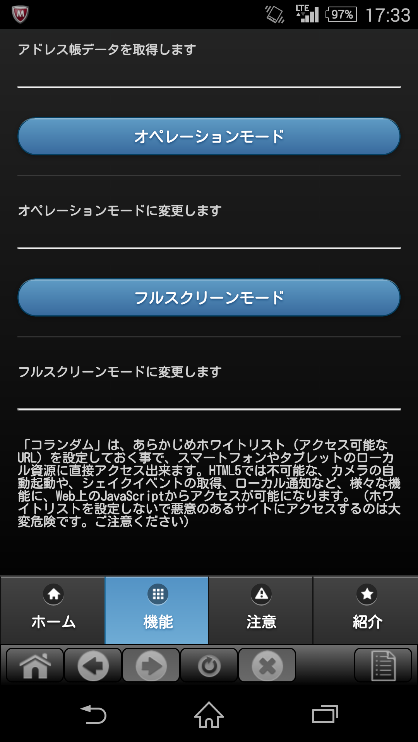 LTE 97% 17:33
アドレス帳データを取得します
オペレーションモード
オペレーションモードに変更します
フルスクリーンモード
フルスクリーンモードに変更します
「コランダム」は、あらかじめホワイトリスト（アクセス可能な
URL）を設定しておく事で、スマートフォンやタブレットのローカ
ル資源に直接アクセス出来ます。HTML5では不可能な、カメラの自
動起動や、シェイクイベントの取得、ローカル通知など、様々な機
能に、Web上のJavaScriptからアクセスが可能になります。（ホワ
イトリストを設定しないで悪意のあるサイトにアクセスするのは大
変危険です。ご注意ください）
ホーム 機能 注意 紹介